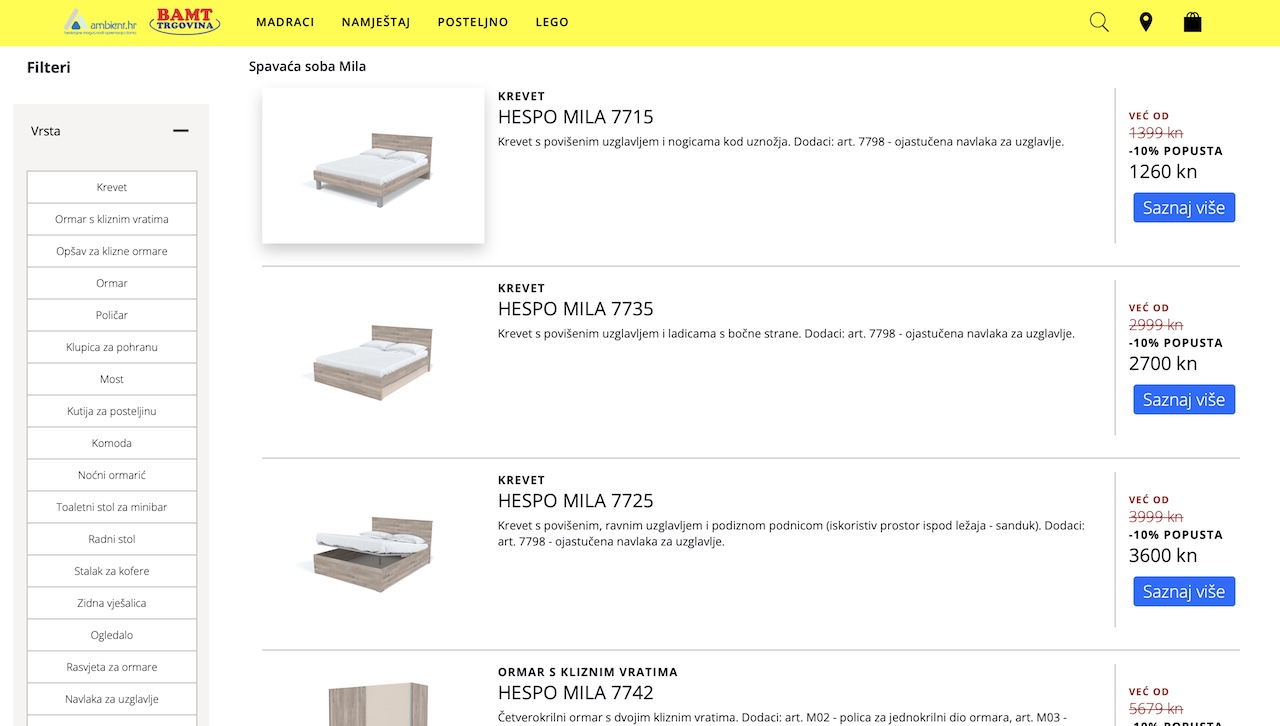 ambient.hr
BAMT
TRGOVINA
MADRACI
NAMJEŠTAJ
POSTELJNO
LEGO
Filteri
Vrsta
Krevet
Ormar s kliznim vratima
Opšav za klizne ormare
Ormar
Poličar
Klupica za pohranu
Most
Kutija za posteljinu
Komoda
Noćni ormarić
Toaletni stol za minibar
Radni stol
Stalak za kofere
Zidna vješalica
Ogledalo
Rasvjeta za ormare
Navlaka za uzglavlje
Spavaća soba Mila
KREVET
HESPO MILA 7715
Krevet s povišenim uzglavljem i nogicama kod uznožja. Dodaci: art. 7798 - ojastučena navlaka za uzglavlje.
VEĆ OD
1399 kn
-10% POPUSTA
1260 kn
Saznaj više
KREVET
HESPO MILA 7735
Krevet s povišenim uzglavljem i ladicama s bočne strane. Dodaci: art. 7798 - ojastučena navlaka za uzglavlje.
VEĆ OD
2999 kn
-10% POPUSTA
2700 kn
Saznaj više
KREVET
HESPO MILA 7725
Krevet s povišenim, ravnim uzglavljem i podiznom podnicom (iskoristiv prostor ispod ležaja - sanduk). Dodaci:
art. 7798 - ojastučena navlaka za uzglavlje.
VEĆ OD
3999 kn
-10% POPUSTA
3600 kn
Saznaj više
ORMAR S KLIZNIM VRATIMA
HESPO MILA 7742
Četverokrilni ormar s dvojim kliznim vratima. Dodaci: art. M02 - polica za jednokrilni dio ormara, art. M03 -
VEĆ OD
5679 kn
-10% POPUSTA